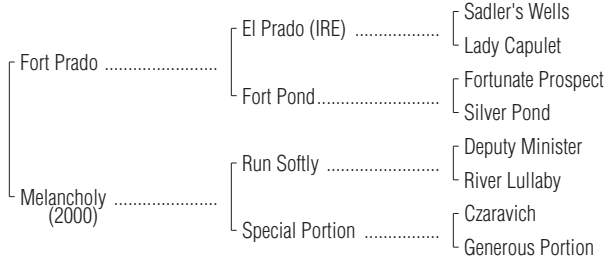 Sadler's Wells
El Prado (IRE) ..................
Lady Capulet
Fort Prado ........................
Fortunate Prospect
Fort Pond..........................
Silver Pond
Deputy Minister
Run Softly ........................
River Lullaby
Melancholy ......................
(2000)
Czaravich
Special Portion ................
Generous Portion